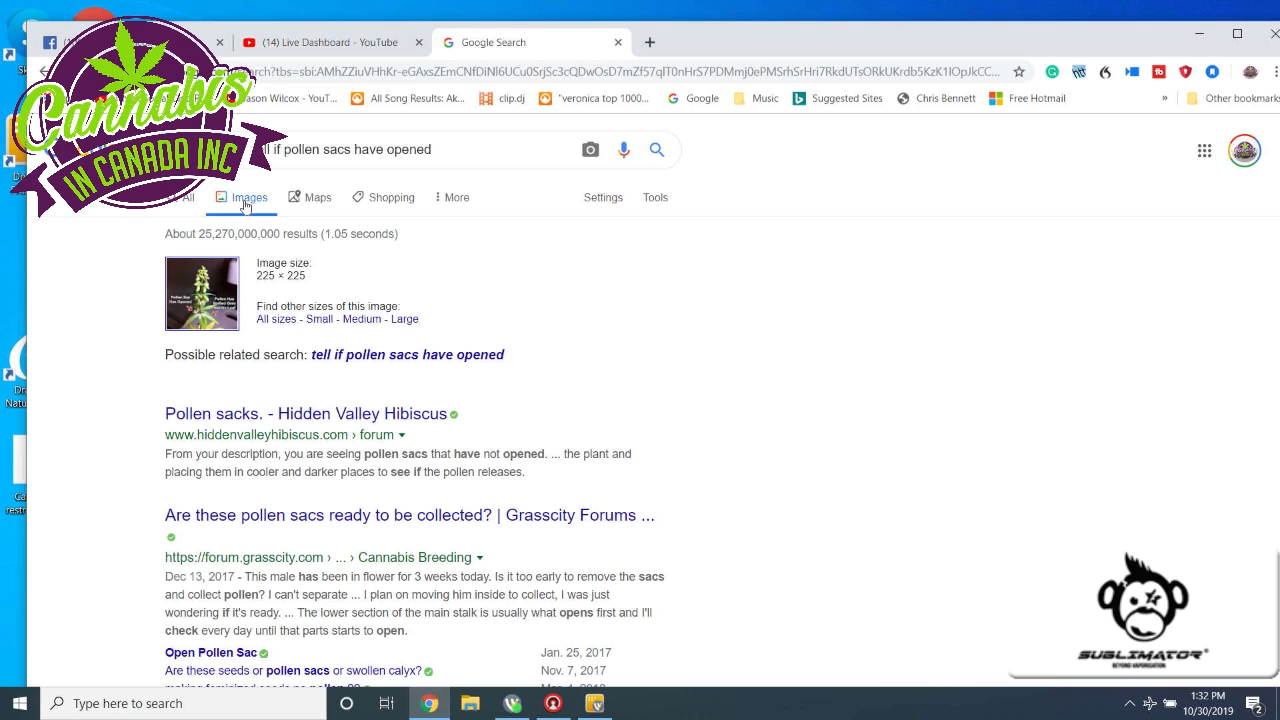 (14) Live Dashboard - YouTube
Google Search
Cannabis
IN CANADA INC
search?tbs=sbi:
ason Wilcox - YouT...
All Song Results: Ak...
clip.dj
"veronica top 1000...
Google
Music
Suggested Sites
Chris Bennett
Free Hotmail
»
Other bookmarks
ll if pollen sacs have opened
All
Images
Maps
Shopping
More
Settings
Tools
About 25,270,000,000 results (1.05 seconds)
Image size:
225 × 225
Find other sizes of this image:
All sizes - Small - Medium - Large
Possible related search: tell if pollen sacs have opened
Pollen sacks. - Hidden Valley Hibiscus
www.hiddenvalleyhibiscus.com › forum
From your description, you are seeing pollen sacs that have not opened. ... the plant and
placing them in cooler and darker places to see if the pollen releases.
Are these pollen sacs ready to be collected? | Grasscity Forums ...
https://forum.grasscity.com › ... › Cannabis Breeding
Dec 13, 2017 - This male has been in flower for 3 weeks today. Is it too early to remove the sacs
and collect pollen? I can't separate ... I plan on moving him inside to collect, I was just
wondering if it's ready. ... The lower section of the main stalk is usually what opens first and I'll
check every day until that parts starts to open.
Open Pollen Sac Jan. 25, 2017
Are these seeds or pollen sacs or swollen calyx? Nov. 7, 2017
SUBLIMATOR
BEYOND VAPORISATION
Type here to search
1:32 PM
10/30/2019
2